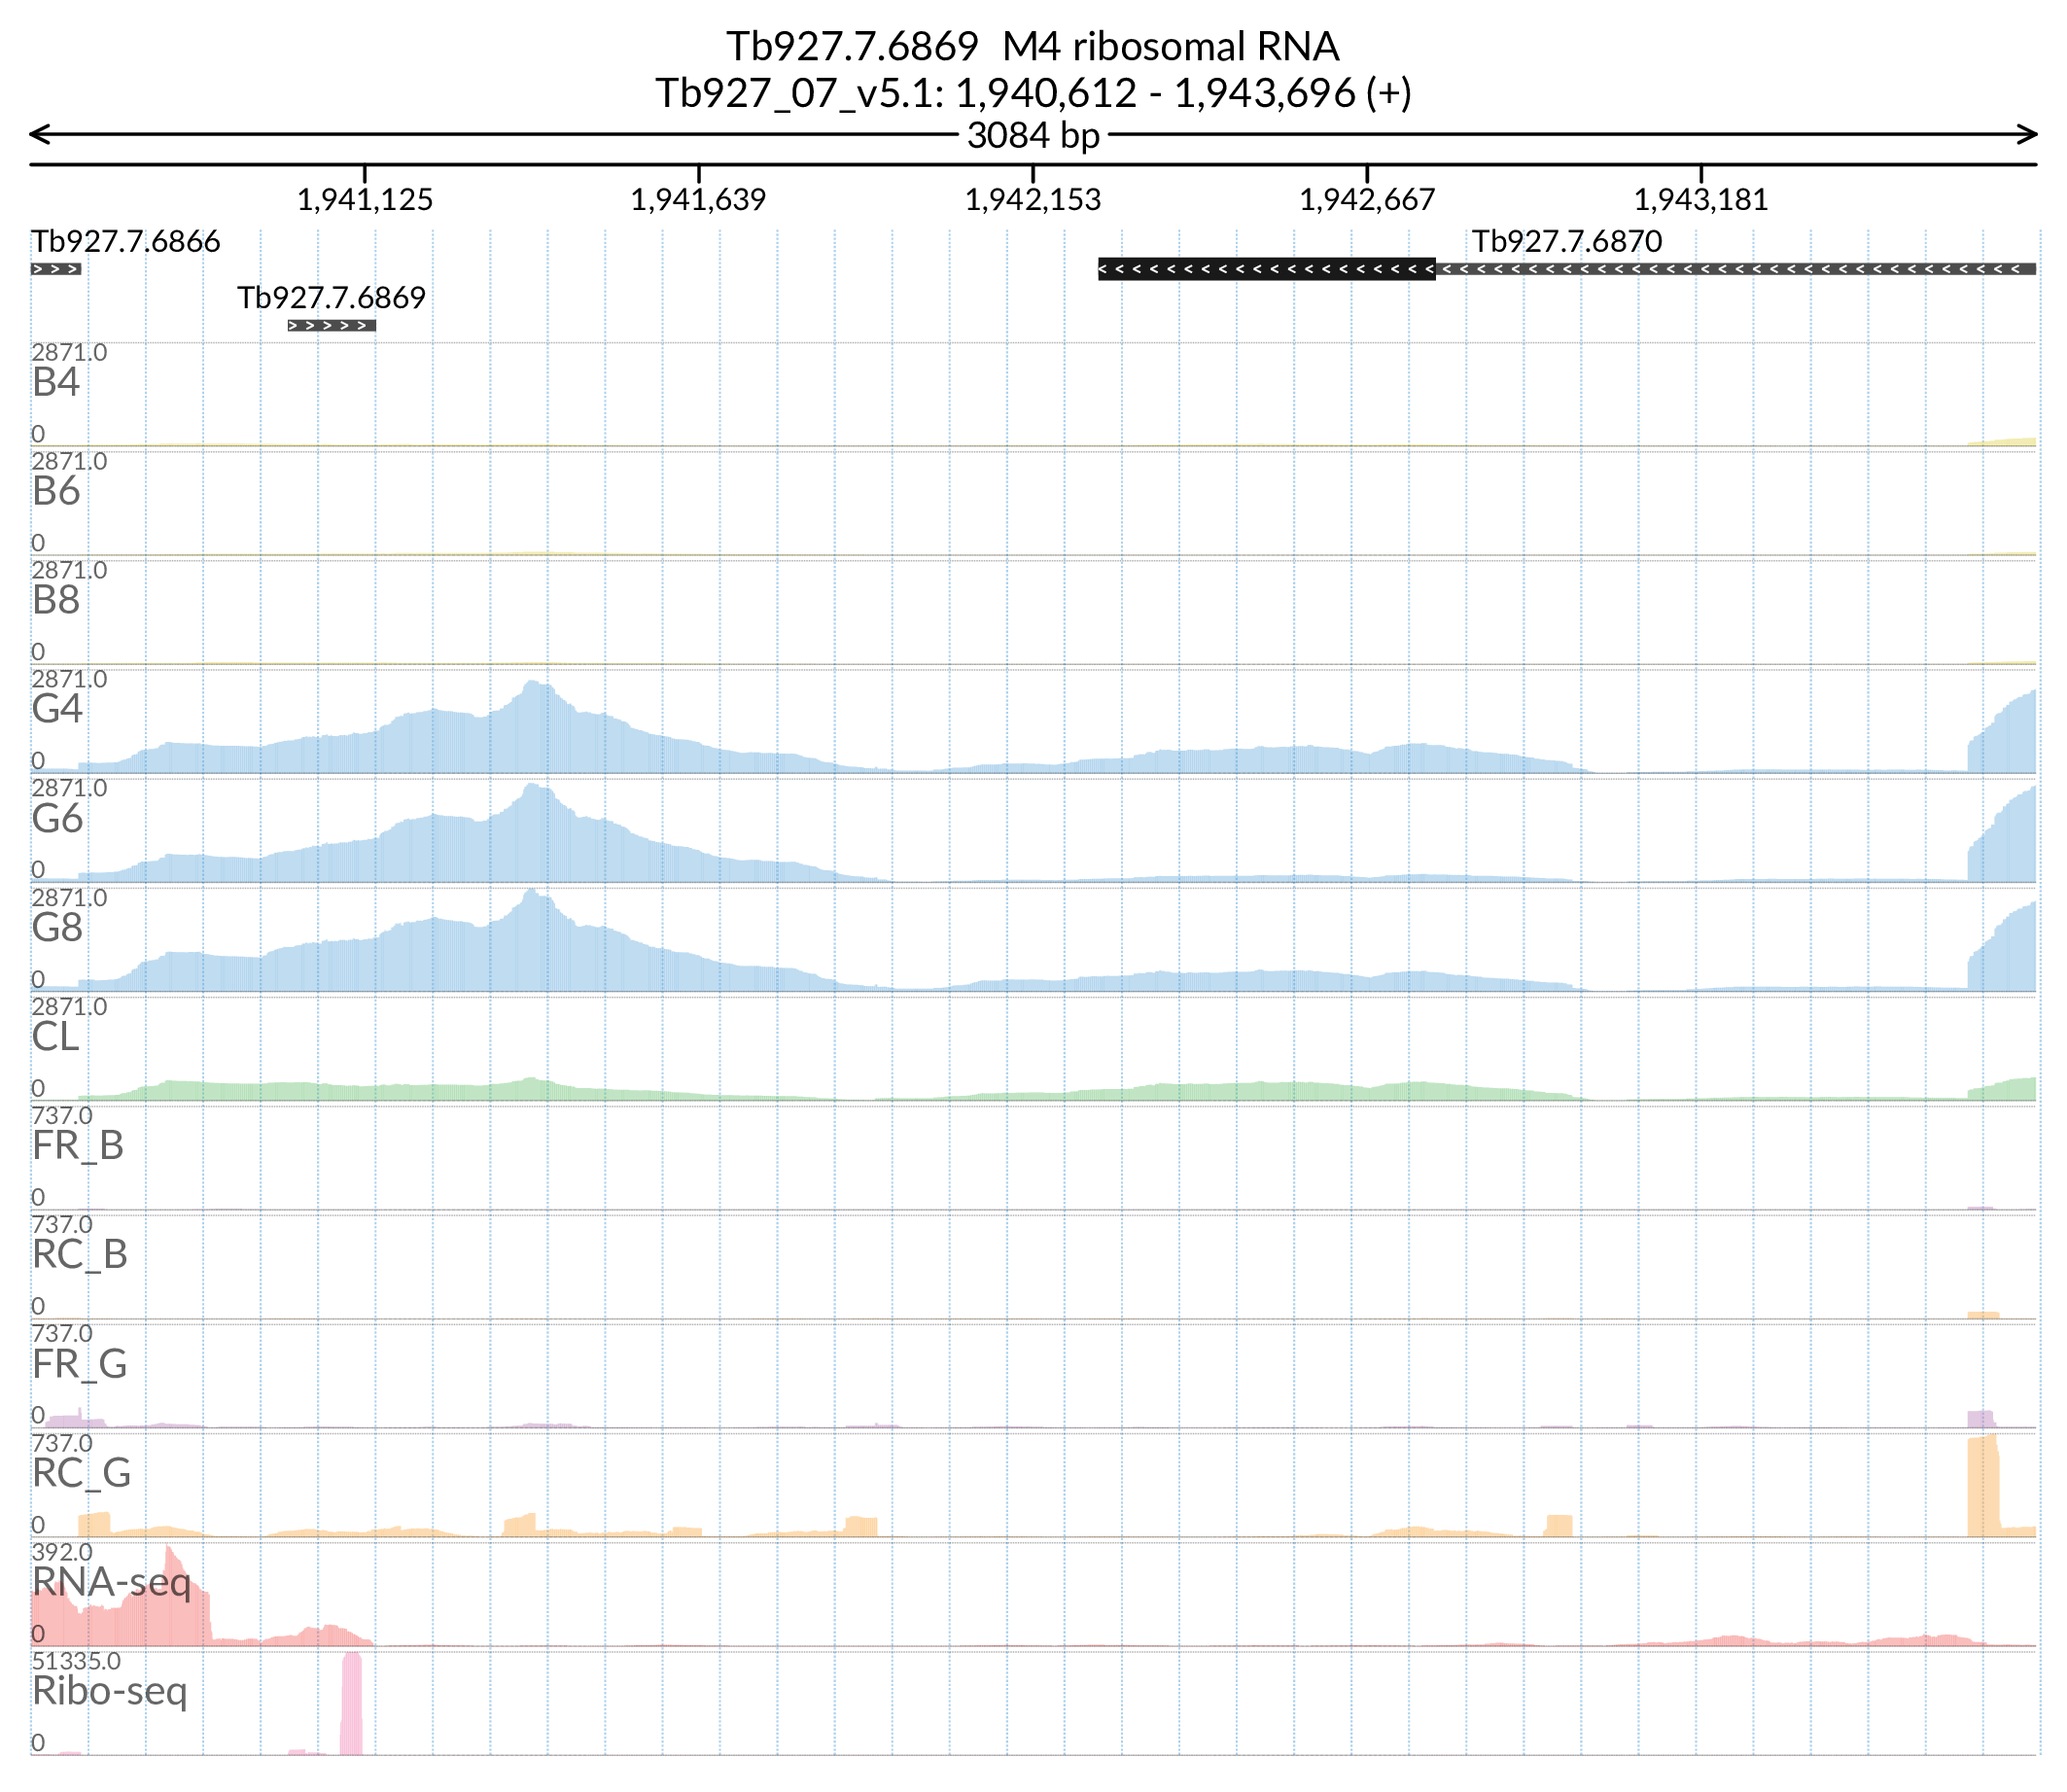 Tb927.7.6869  M4 ribosomal RNA
Tb927_07_v5.1: 1,940,612 - 1,943,696 (+)
3084 bp
1,941,125 1,941,639 1,942,153 1,942,667 1,943,181
Tb927.7.6866 Tb927.7.6870
Tb927.7.6869
2871.0
B4
0
2871.0
B6
0
2871.0
B8
0
2871.0
G4
0
2871.0
G6
0
2871.0
G8
0
2871.0
CL
0
737.0
FR_B
0
737.0
RC_B
0
737.0
FR_G
0
737.0
RC_G
0
392.0
RNA-seq
0
51335.0
Ribo-seq
0